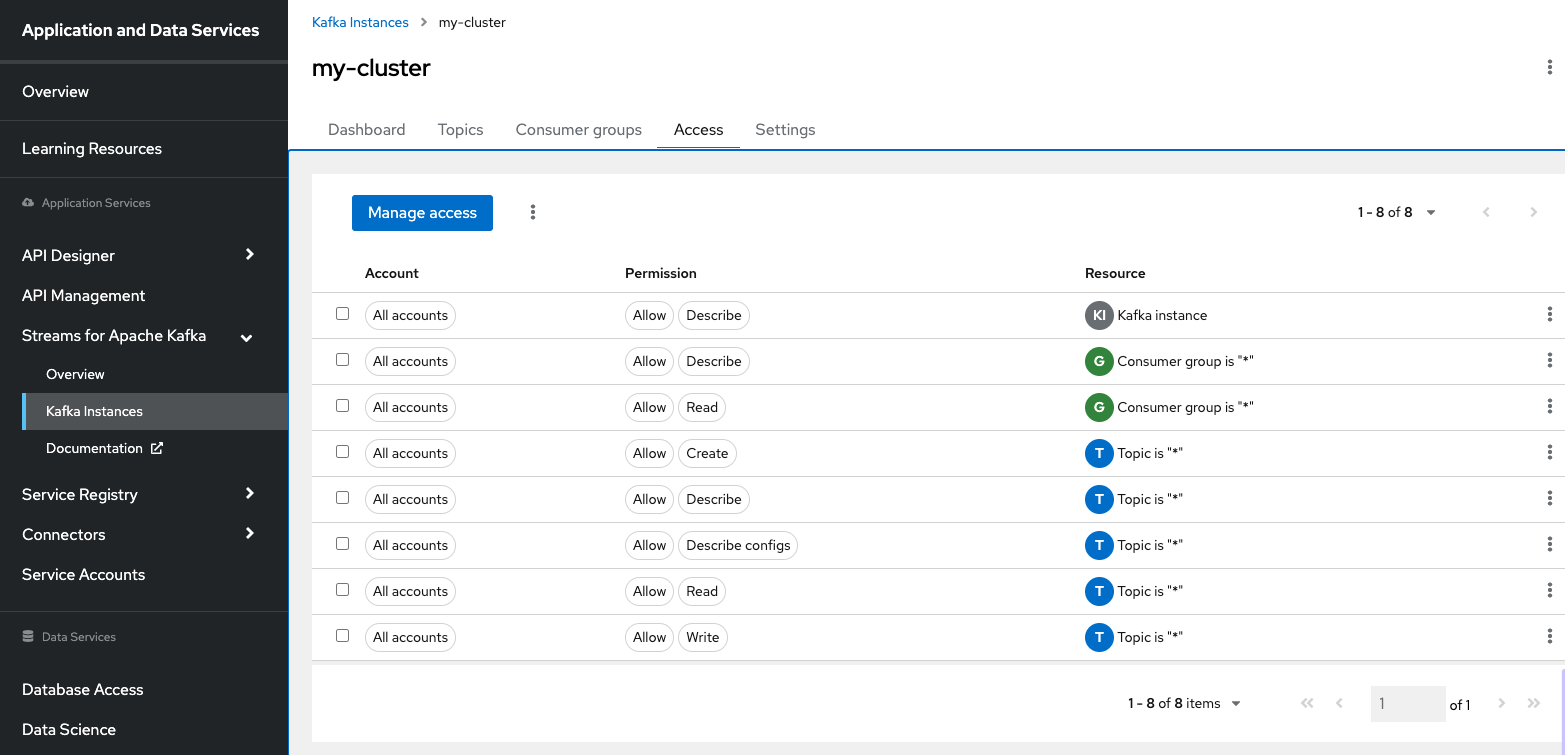 Application and Data Services
Overview
Learning Resources
Application Services
API Designer
API Management
Streams for Apache Kafka
Overview
Kafka Instances
Documentation
Service Registry
Connectors
Service Accounts
Data Services
Database Access
Data Science
Kafka Instances > my-cluster
my-cluster
Dashboard Topics Consumer groups Access Settings
Manage access 1 - 8 of 8
Account Permission Resource
All accounts Allow Describe KI Kafka instance
All accounts Allow Describe G Consumer group is "*"
All accounts Allow Read G Consumer group is "*"
All accounts Allow Create T Topic is "*"
All accounts Allow Describe T Topic is "*"
All accounts Allow Describe configs T Topic is "*"
All accounts Allow Read T Topic is "*"
All accounts Allow Write T Topic is "*"
1 - 8 of 8 items 1 of 1